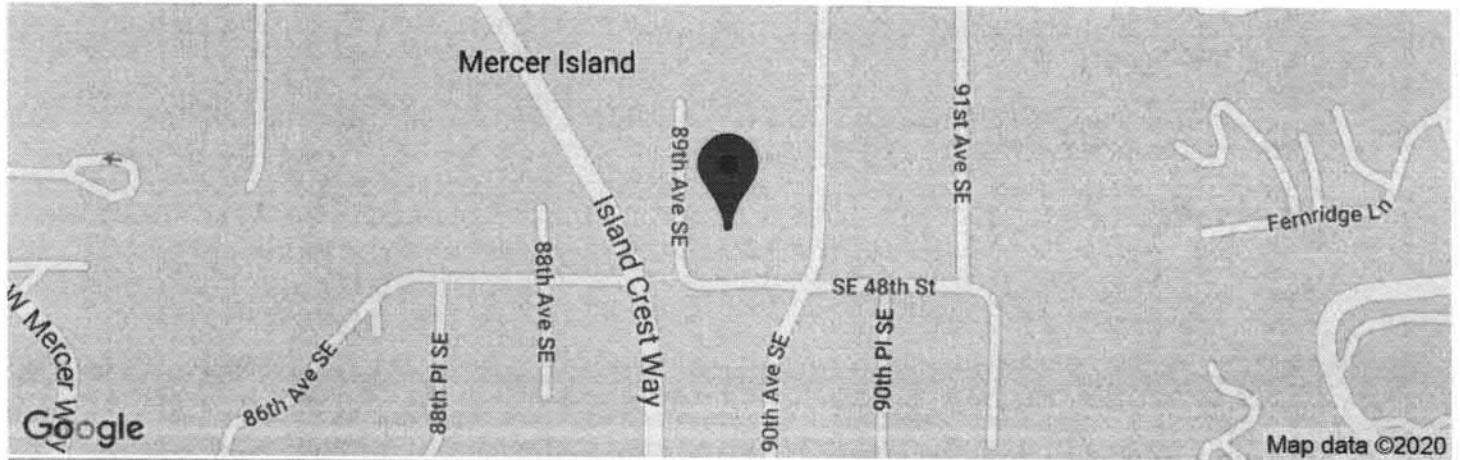 Mercer Island
89th Ave SE
91st Ave SE
Island Crest Way
88th Ave SE
Fernridge Ln
SE 48th St
W Mercer Way
86th Ave SE
88th Pl SE
90th Ave SE
90th Pl SE
Google
Map data ©2020